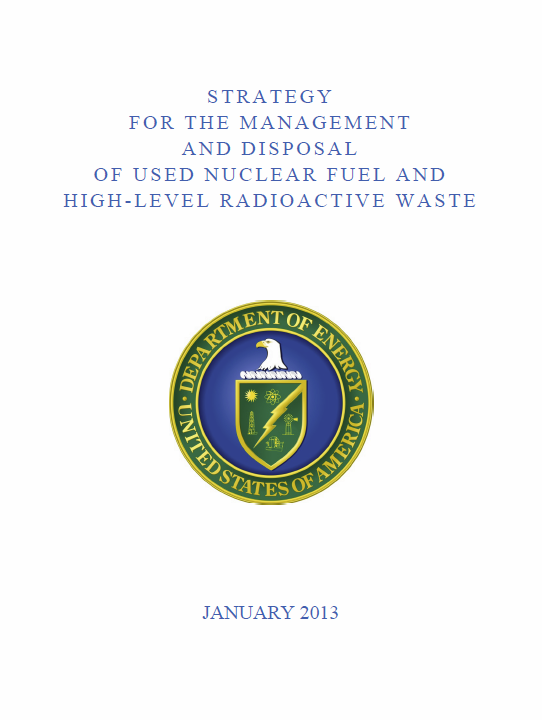 STRATEGY
FOR THE MANAGEMENT
AND DISPOSAL
OF USED NUCLEAR FUEL AND
HIGH-LEVEL RADIOACTIVE WASTE
DEPARTMENT OF ENERGY
UNITED STATES OF AMERICA
JANUARY 2013